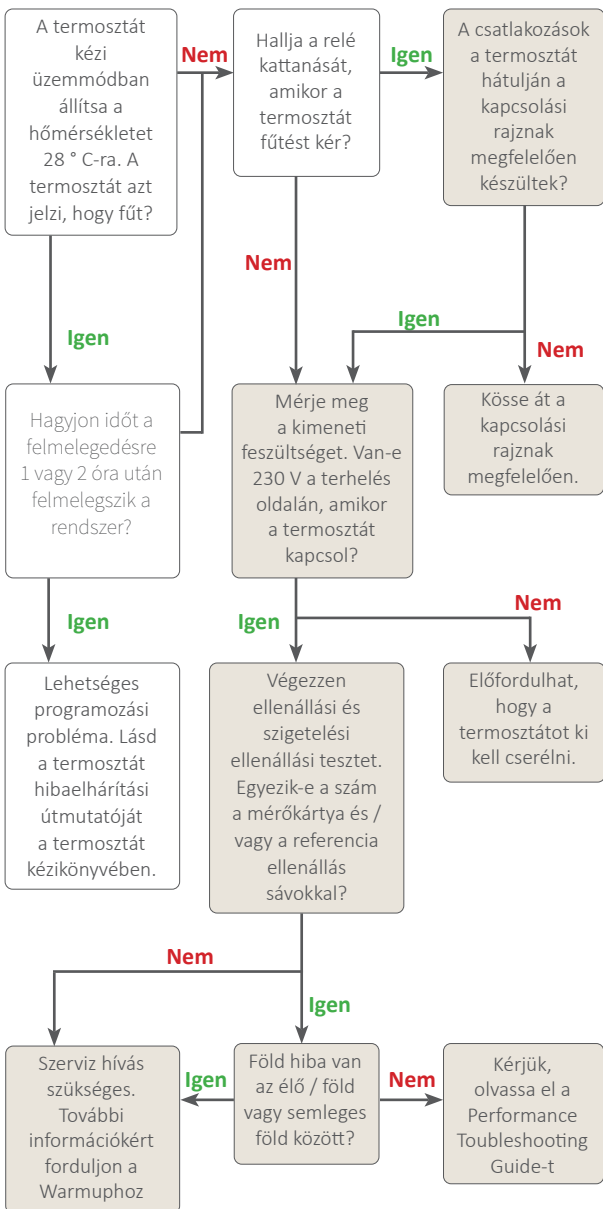 A termosztát
kézi
üzemmódban
állítsa a
hőmérsékletet
28 ° C-ra. A
termosztát azt
jelzi, hogy fűt?
Nem
Hallja a relé
kattanását,
amikor a
termosztát
fűtést kér?
Igen
A csatlakozások
a termosztát
hátulján a
kapcsolási
rajznak
megfelelően
készültek?
Igen
Nem
Igen
Nem
Hagyjon időt a
felmelegedésre
1 vagy 2 óra után
felmelegszik a
rendszer?
Mérje meg
a kimeneti
feszültséget. Van-e
230 V a terhelés
oldalán, amikor
a termosztát
kapcsol?
Kösse át a
kapcsolási
rajznak
megfelelően.
Igen
Igen
Nem
Lehetséges
programozási
probléma. Lásd
a termosztát
hibaelhárítási
útmutatóját
a termosztát
kézikönyvében.
Végezzen
ellenállási és
szigetelési
ellenállási tesztet.
Egyezik-e a szám
a mérőkártya és /
vagy a referencia
ellenállás
sávokkal?
Előfordulhat,
hogy a
termosztátot ki
kell cserélni.
Nem
Igen
Szerviz hívás
szükséges.
További
információkért
forduljon a
Warmuphoz
Igen
Föld hiba van
az élő / föld
vagy semleges
föld között?
Nem
Kérjük,
olvassa el a
Performance
Toubleshooting
Guide-t